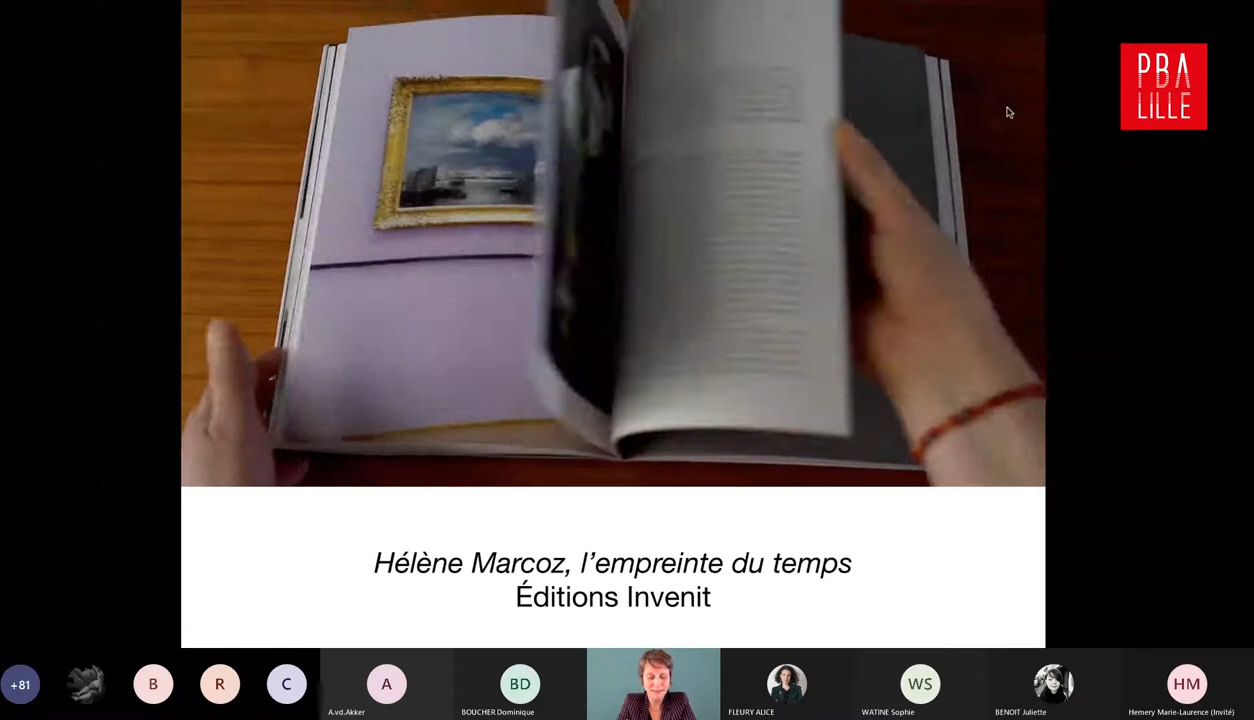 PBA
LILLE
Hélène Marcoz, l'empreinte du temps
Éditions Invenit
+81
B
R
C
A
A.vd.Akker
BD
BOUCHER Dominique
FLEURY ALICE
WS
WATINE Sophie
BENOIT Juliette
HM
Hemery Marie-Laurence (Invité)